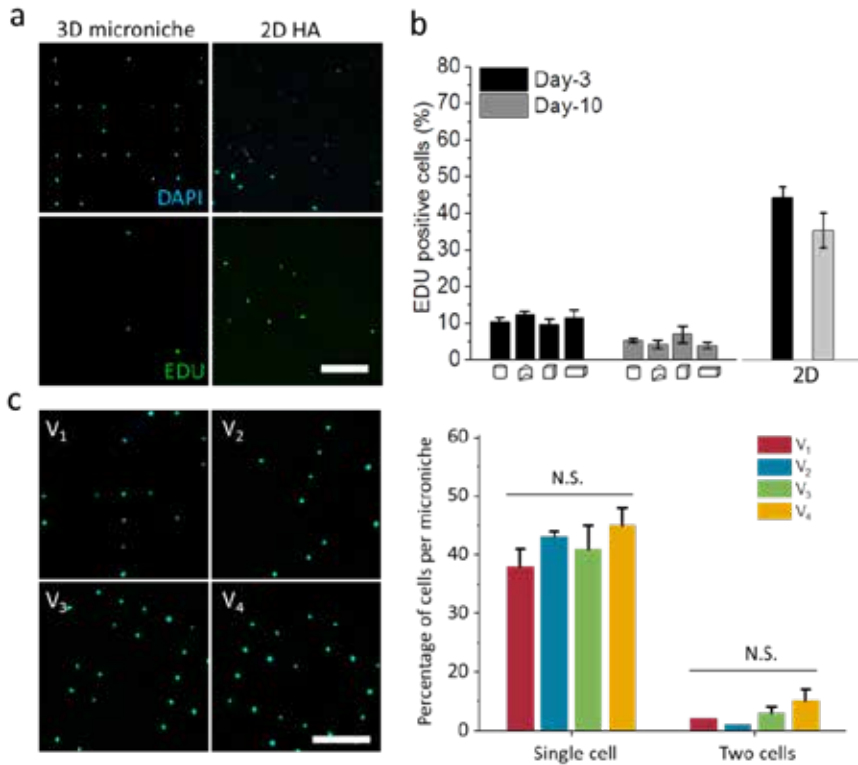 a
3D microniche
2D HA
DAPI
EDU
b
80
70
60
50
40
30
20
10
0
EDU positive cells (%)
Day-3
Day-10
2D
c
V1
V2
V3
V4
60
50
40
30
20
10
0
Percentage of cells per microniche
N.S.
N.S.
V1
V2
V3
V4
Single cell
Two cells